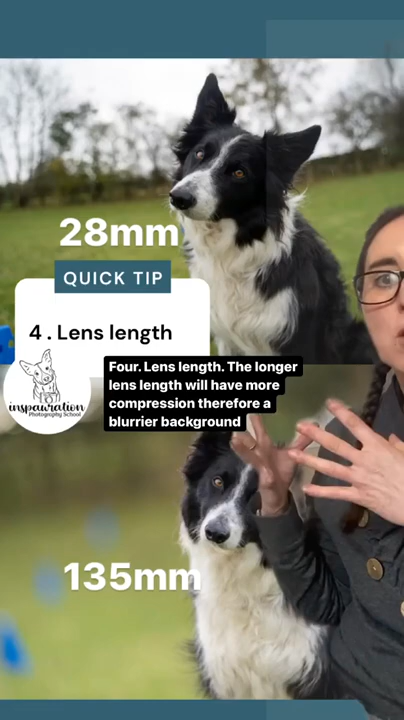 28mm
QUICK TIP
4 . Lens length
Four. Lens length. The longer
lens length will have more
compression therefore a
blurrier background
inspawration
Photography School
135mm